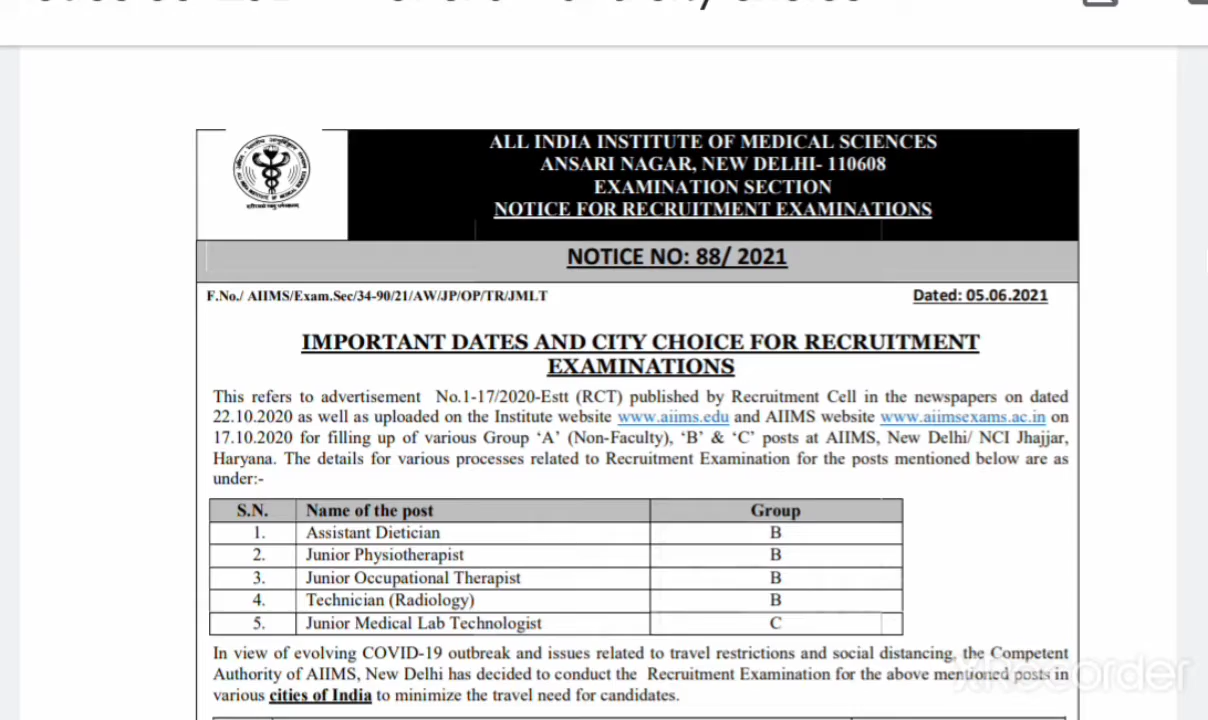 ALL INDIA INSTITUTE OF MEDICAL SCIENCES
ANSARI NAGAR, NEW DELHI- 110608
EXAMINATION SECTION
NOTICE FOR RECRUITMENT EXAMINATIONS
NOTICE NO: 88/ 2021
F.No./ AIIMS/Exam.Sec/34-90/21/AW/JP/OP/TR/JMLT Dated: 05.06.2021
IMPORTANT DATES AND CITY CHOICE FOR RECRUITMENT
EXAMINATIONS
This refers to advertisement No.1-17/2020-Estt (RCT) published by Recruitment Cell in the newspapers on dated
22.10.2020 as well as uploaded on the Institute website www.aiims.edu and AIIMS website www.aiimsexams.ac.in on
17.10.2020 for filling up of various Group ‘A’ (Non-Faculty), ‘B’ & ‘C’ posts at AIIMS, New Delhi/ NCI Jhajjar,
Haryana. The details for various processes related to Recruitment Examination for the posts mentioned below are as
under:-
S.N. Name of the post Group
1. Assistant Dietician B
2. Junior Physiotherapist B
3. Junior Occupational Therapist B
4. Technician (Radiology) B
5. Junior Medical Lab Technologist C
In view of evolving COVID-19 outbreak and issues related to travel restrictions and social distancing, the Competent
Authority of AIIMS, New Delhi has decided to conduct the Recruitment Examination for the above mentioned posts in
various cities of India to minimize the travel need for candidates.
XRecorder